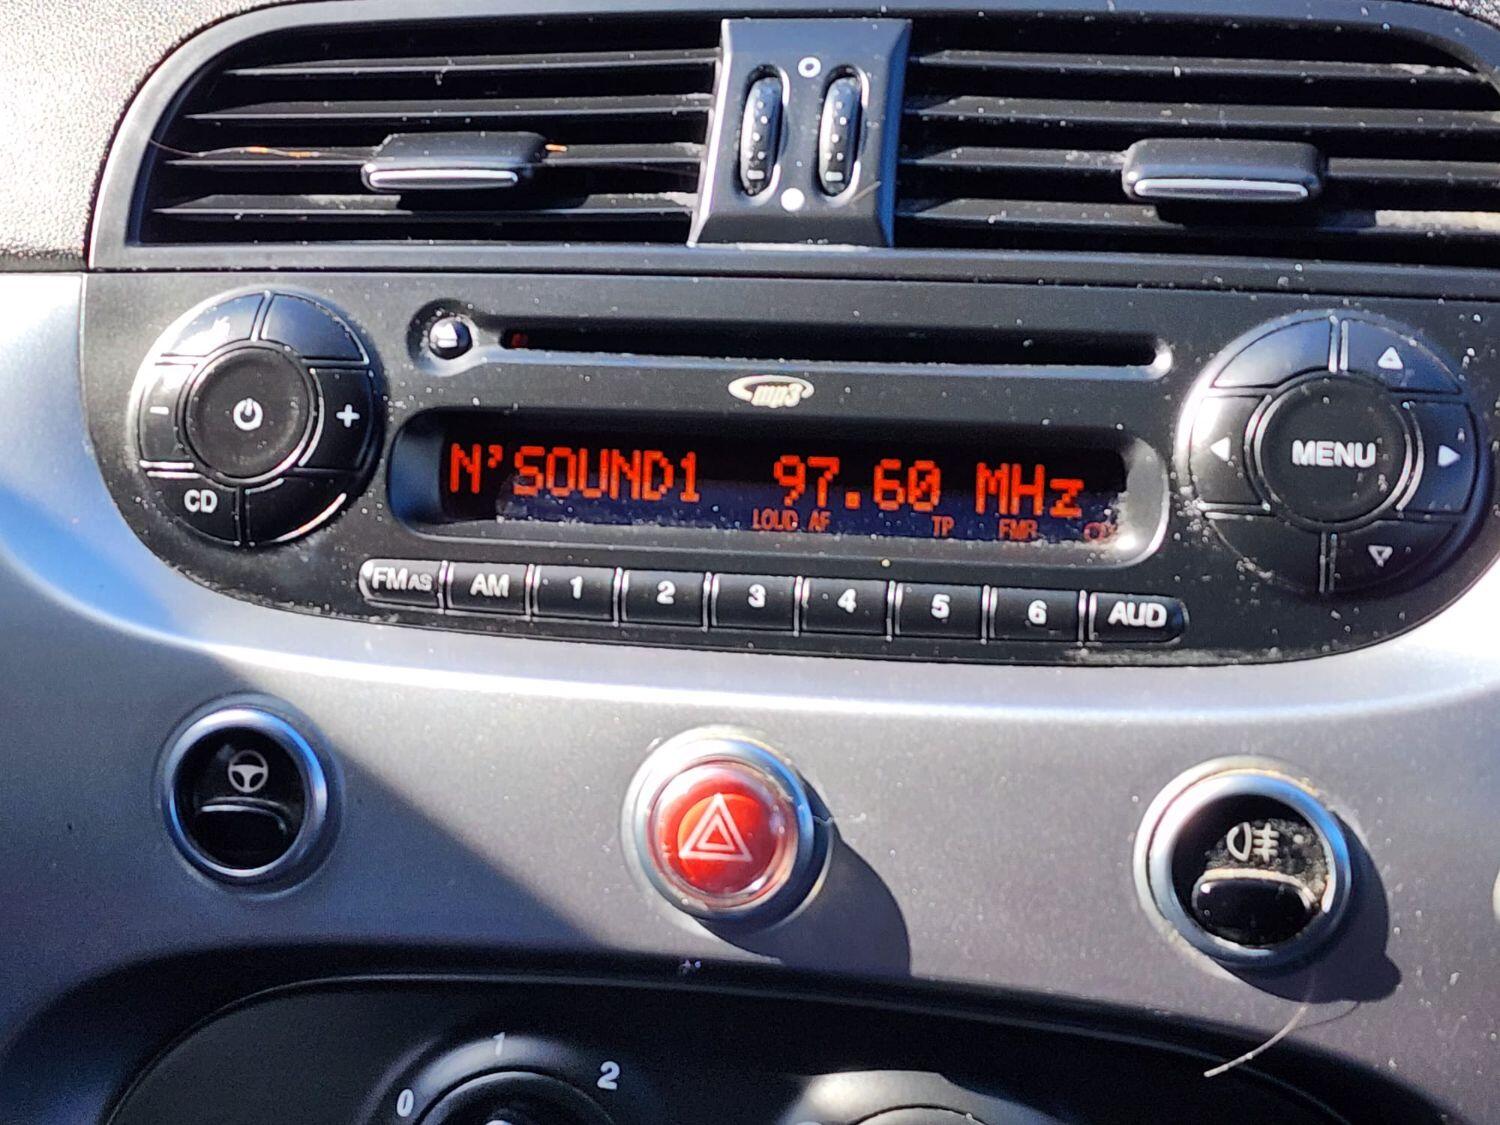 mp3
N'SOUND1 97.60 MHz
LOUD AF TP FMR
- + CD
MENU
FMAS AM 1 2 3 4 5 6 AUD
0 1 2